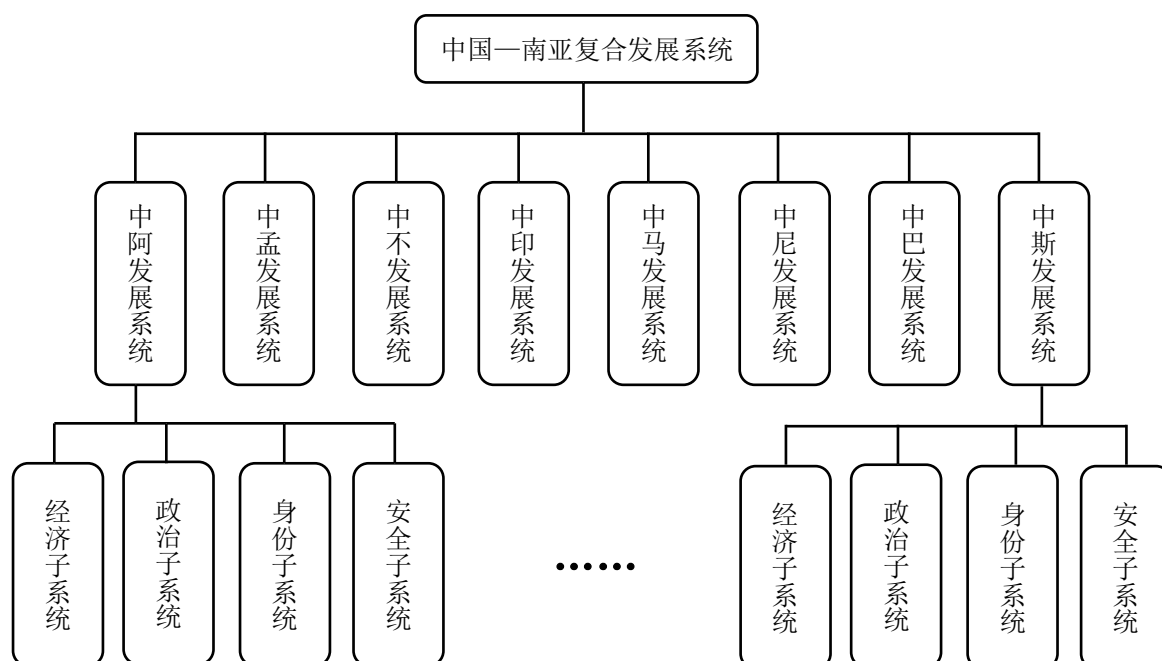 中国—南亚复合发展系统
中阿发展系统
中孟发展系统
中不发展系统
中印发展系统
中马发展系统
中尼发展系统
中巴发展系统
中斯发展系统
经济子系统
政治子系统
身份子系统
安全子系统
……
经济子系统
政治子系统
身份子系统
安全子系统